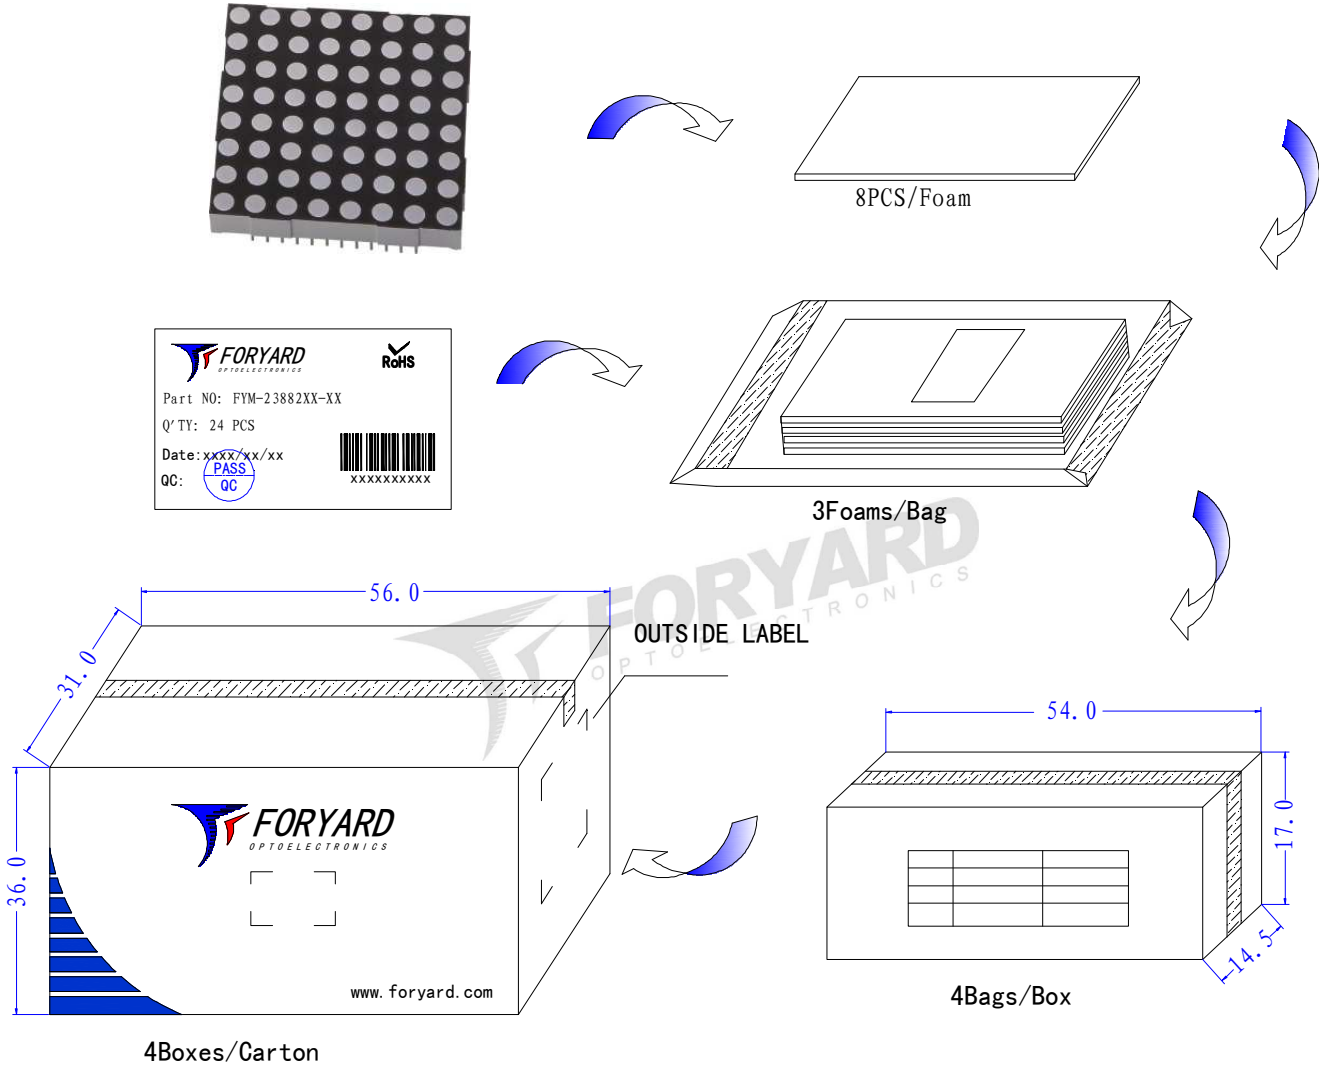 8PCS/Foam
FORYARD
OPTOELECTRONICS
RoHS
Part NO: FYM-23882XX-XX
Q'TY: 24 PCS
Date:xxxx/xx/xx
QC:
PASS
QC
xxxxxxxxxx
3Foams/Bag
FORYARD
OPTOELECTRONICS
56.0
31.0
36.0
OUTSIDE LABEL
FORYARD
OPTOELECTRONICS
www.foryard.com
4Boxes/Carton
54.0
17.0
14.5
4Bags/Box